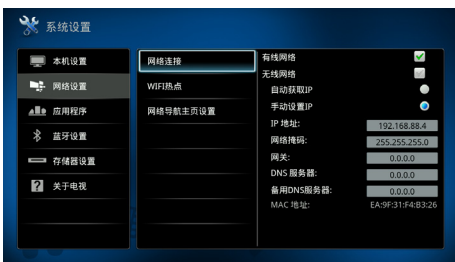 系统设置
本机设置
网络设置
应用程序
蓝牙设置
存储器设置
关于电视
网络连接
WIFI热点
网络导航主页设置
有线网络
无线网络
自动获取IP
手动设置IP
IP 地址: 192.168.88.4
网络掩码: 255.255.255.0
网关: 0.0.0.0
DNS 服务器: 0.0.0.0
备用DNS服务器: 0.0.0.0
MAC 地址: EA:9F:31:F4:B3:26